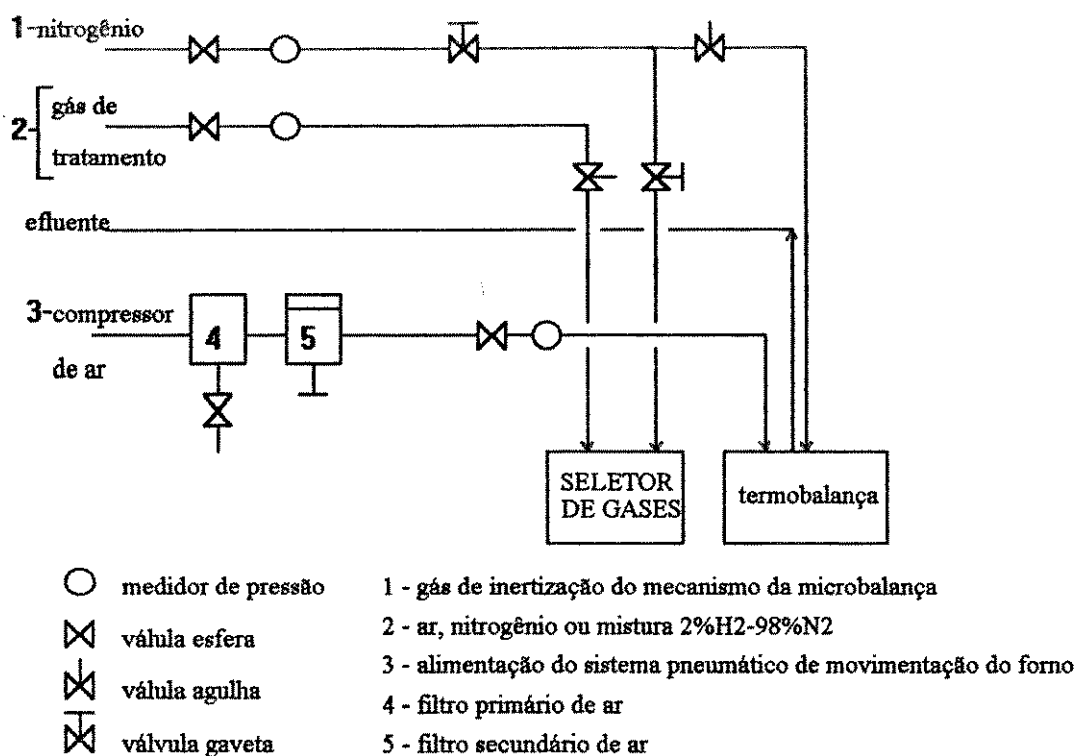 1-nitrogênio
2-
gás de
tratamento
efluente
3-compressor
de ar
4
5
SELETOR
DE GASES
termobalança
medidor de pressão
válula esfera
válula agulha
válvula gaveta
1 - gás de inertização do mecanismo da microbalança
2 - ar, nitrogênio ou mistura 2%H2-98%N2
3 - alimentação do sistema pneumático de movimentação do forno
4 - filtro primário de ar
5 - filtro secundário de ar